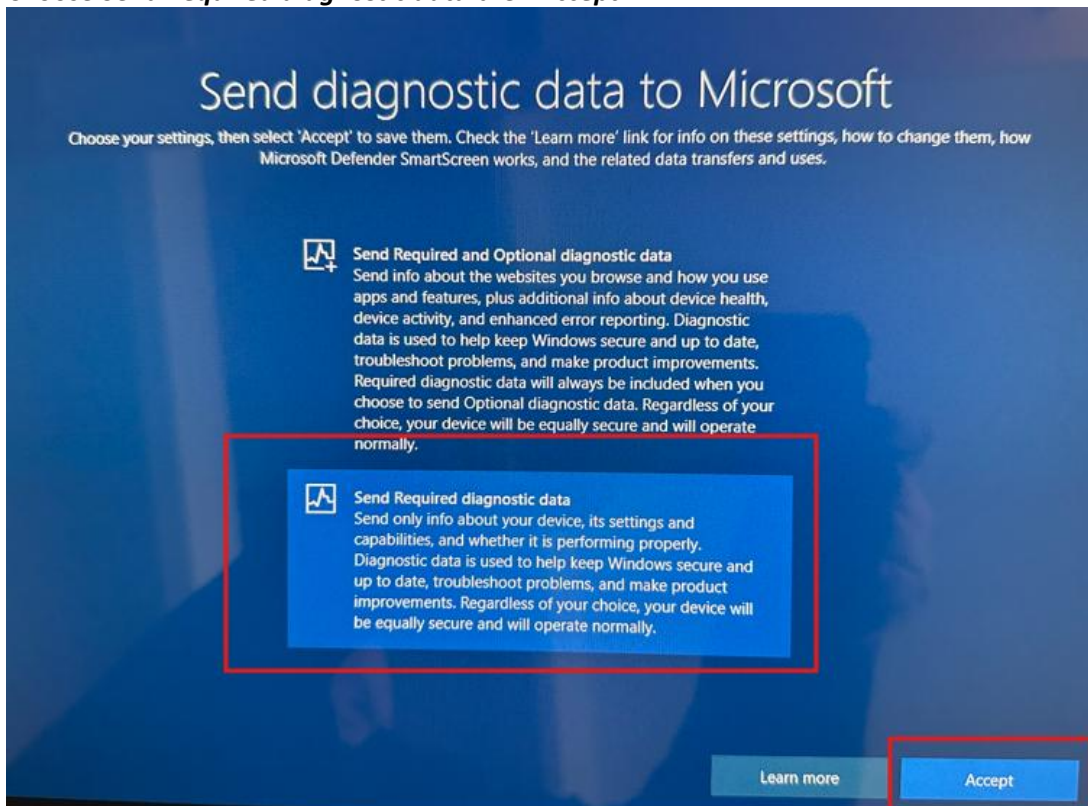 Send diagnostic data to Microsoft
Choose your settings, then select 'Accept' to save them. Check the 'Learn more' link for info on these settings, how to change them, how
Microsoft Defender SmartScreen works, and the related data transfers and uses.
Send Required and Optional diagnostic data
Send info about the websites you browse and how you use
apps and features, plus additional info about device health,
device activity, and enhanced error reporting. Diagnostic
data is used to help keep Windows secure and up to date,
troubleshoot problems, and make product improvements.
Required diagnostic data will always be included when you
choose to send Optional diagnostic data. Regardless of your
choice, your device will be equally secure and will operate
normally.
Send Required diagnostic data
Send only info about your device, its settings and
capabilities, and whether it is performing properly.
Diagnostic data is used to help keep Windows secure and
up to date, troubleshoot problems, and make product
improvements. Regardless of your choice, your device will
be equally secure and will operate normally.
Learn more
Accept